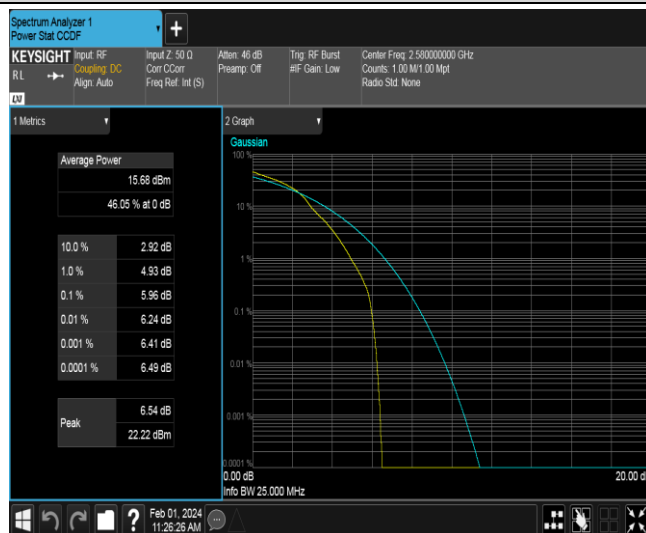 Spectrum Analyzer 1
Power Stat CCDF
+
KEYSIGHT
RL
LXI
Input: RF
Coupling: DC
Align: Auto
Input Z: 50 Ω
Corr CCorr
Freq Ref: Int (S)
Atten: 46 dB
Preamp: Off
Trig: RF Burst
#IF Gain: Low
Center Freq: 2.580000000 GHz
Counts: 1.00 M/1.00 Mpt
Radio Std: None
1 Metrics
Average Power
15.68 dBm
46.05 % at 0 dB
10.0 % 2.92 dB
1.0 % 4.93 dB
0.1 % 5.96 dB
0.01 % 6.24 dB
0.001 % 6.41 dB
0.0001 % 6.49 dB
Peak
6.54 dB
22.22 dBm
2 Graph
Gaussian
100 %
10 %
1 %
0.1 %
0.01 %
0.001 %
0.0001 %
0.00 dB
20.00 d
Info BW 25.000 MHz
?
Feb 01, 2024
11:26:26 AM